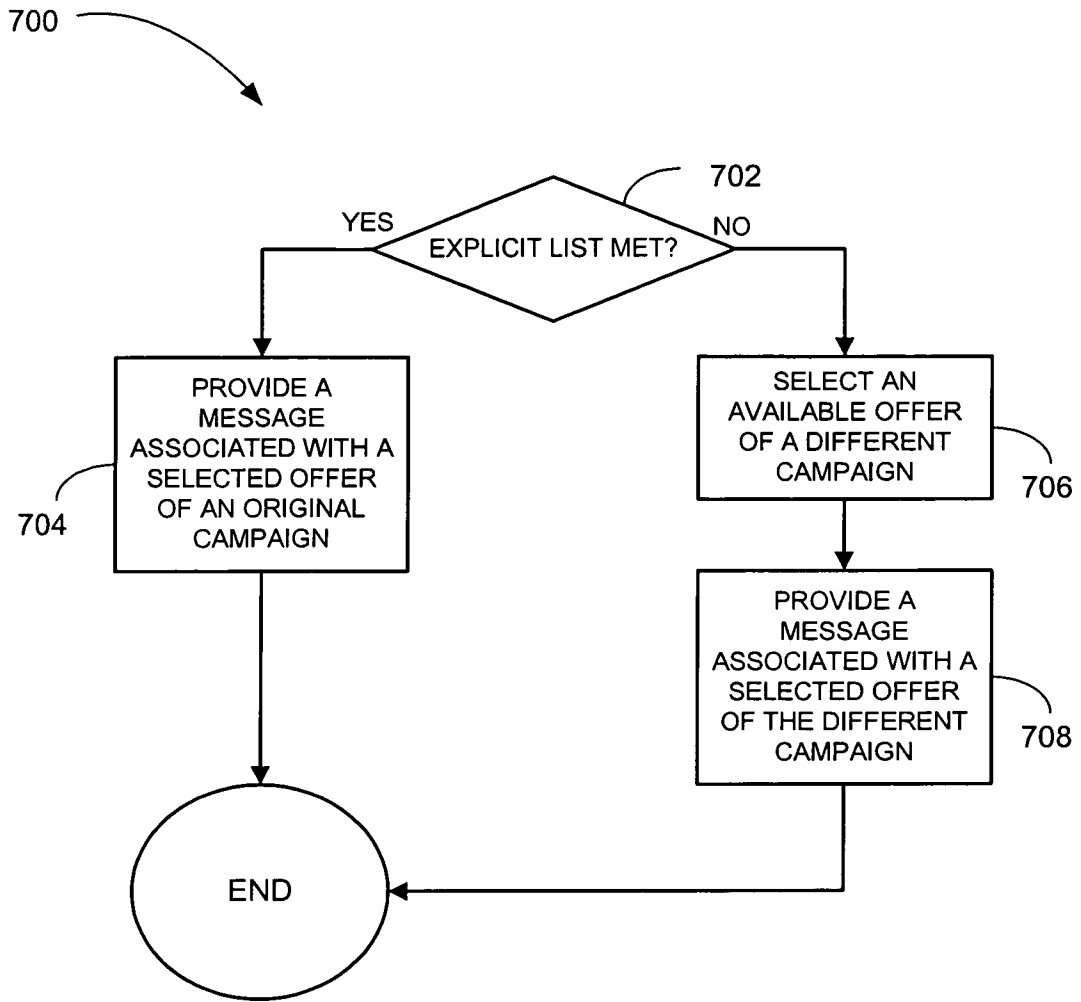 700
702
YES
NO
EXPLICIT LIST MET?
PROVIDE A
MESSAGE
ASSOCIATED WITH A
SELECTED OFFER
OF AN ORIGINAL
CAMPAIGN
704
SELECT AN
AVAILABLE OFFER
OF A DIFFERENT
CAMPAIGN
706
PROVIDE A
MESSAGE
ASSOCIATED WITH A
SELECTED OFFER
OF THE DIFFERENT
CAMPAIGN
708
END